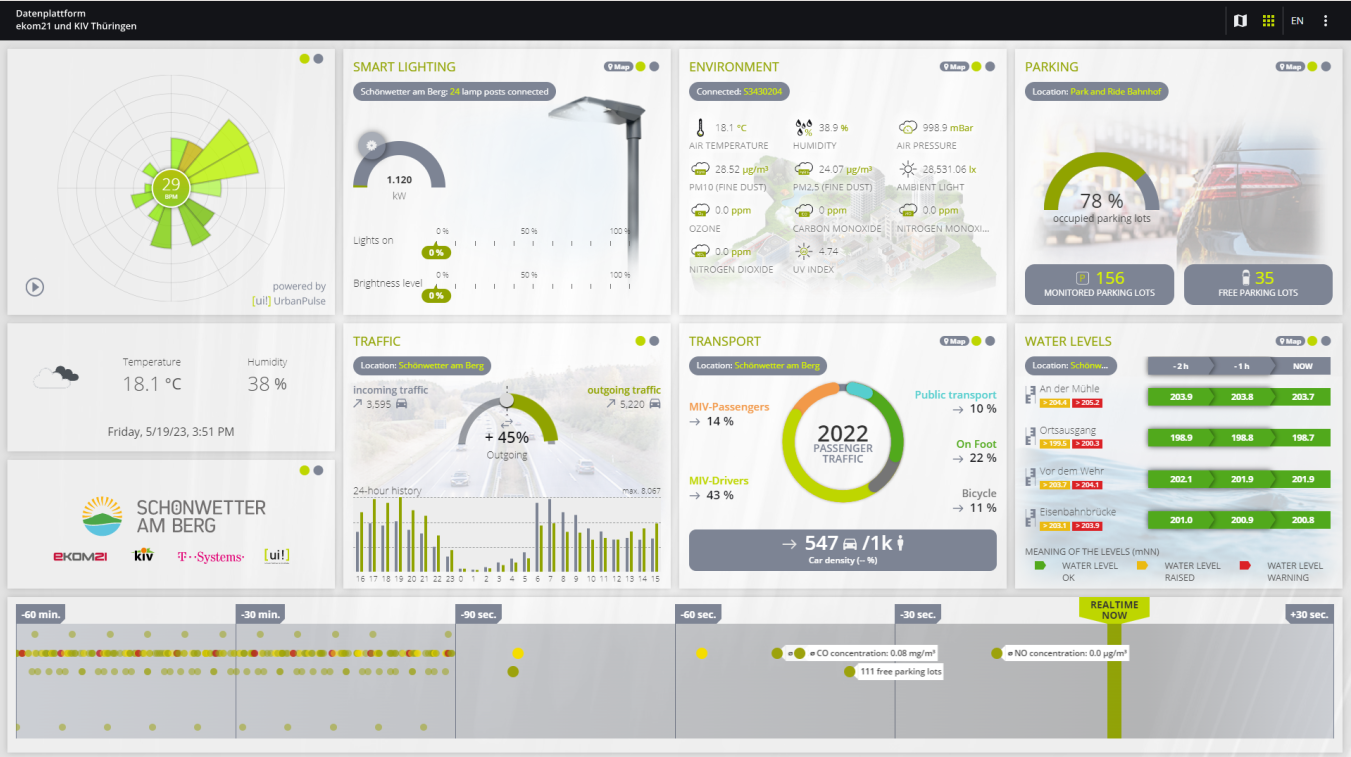 Datenplattform
ekom21 und KIV Thüringen
EN
29
BPM
powered by
[ui!] UrbanPulse
SMART LIGHTING
Map
Schönwetter am Berg: 24 lamp posts connected
1.120
kW
0 % 50 % 100 %
Lights on
0 %
0 % 50 % 100 %
Brightness level
0 %
ENVIRONMENT
Map
Connected: S3430204
18.1 °C
AIR TEMPERATURE
38.9 %
HUMIDITY
998.9 mBar
AIR PRESSURE
28.52 µg/m³
PM10 (FINE DUST)
24.07 µg/m³
PM2,5 (FINE DUST)
28,531.06 lx
AMBIENT LIGHT
0.0 ppm
OZONE
0 ppm
CARBON MONOXIDE
0.0 ppm
NITROGEN MONOXI...
0.0 ppm
NITROGEN DIOXIDE
4.74
UV INDEX
PARKING
Map
Location: Park and Ride Bahnhof
78 %
occupied parking lots
P 156
MONITORED PARKING LOTS
35
FREE PARKING LOTS
Temperature
18.1 °C
Humidity
38 %
Friday, 5/19/23, 3:51 PM
SCHÖNWETTER
AM BERG
ekom21 kiv T··Systems· [ui!]
TRAFFIC
Location: Schönwetter am Berg
incoming traffic
3,595
outgoing traffic
5,220
+ 45%
Outgoing
24-hour history
max. 8,067
16 17 18 19 20 21 22 23 0 1 2 3 4 5 6 7 8 9 10 11 12 13 14 15
TRANSPORT
Map
Location: Schönwetter am Berg
MIV-Passengers
→ 14 %
MIV-Drivers
→ 43 %
2022
PASSENGER
TRAFFIC
Public transport
→ 10 %
On Foot
→ 22 %
Bicycle
→ 11 %
→ 547 /1k
Car density (-- %)
WATER LEVELS
Map
Location: Schönw...
-2 h -1 h NOW
An der Mühle
> 204.4 > 205.2
203.9 203.8 203.7
Ortsausgang
> 199.5 > 200.3
198.9 198.8 198.7
Vor dem Wehr
> 203.7 > 204.1
202.1 201.9 201.9
Eisenbahnbrücke
> 203.1 > 203.9
201.0 200.9 200.8
MEANING OF THE LEVELS (mNN)
WATER LEVEL
OK
WATER LEVEL
RAISED
WATER LEVEL
WARNING
-60 min. -30 min. -90 sec. -60 sec. -30 sec.
REALTIME
NOW
+30 sec.
ø CO concentration: 0.08 mg/m³
111 free parking lots
ø NO concentration: 0.0 µg/m³